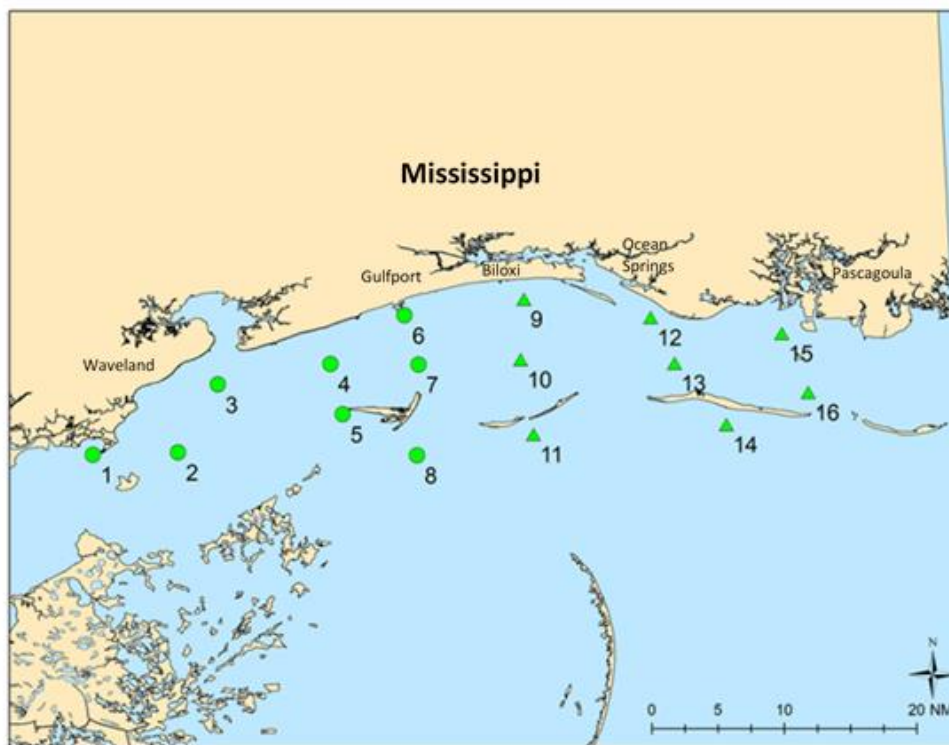 Mississippi
Ocean
Springs
Biloxi
Gulfport
Pascagoula
Waveland
1
2
3
4
5
6
7
8
9
10
11
12
13
14
15
16
N
0 5 10 20 NM